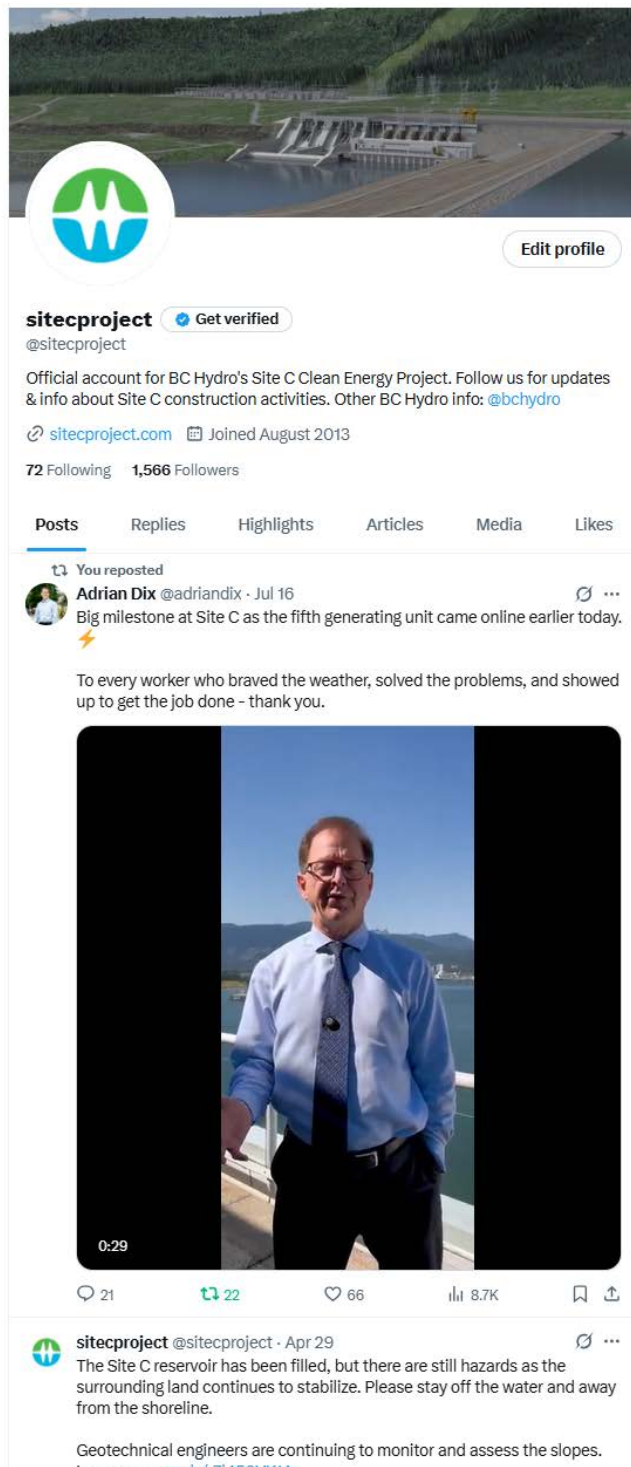 Edit profile
sitecproject Get verified
@sitecproject
Official account for BC Hydro's Site C Clean Energy Project. Follow us for updates
& info about Site C construction activities. Other BC Hydro info: @bchydro
sitecproject.com Joined August 2013
72 Following 1,566 Followers
Posts Replies Highlights Articles Media Likes
You reposted
Adrian Dix @adriandix · Jul 16
Big milestone at Site C as the fifth generating unit came online earlier today.
⚡
To every worker who braved the weather, solved the problems, and showed
up to get the job done - thank you.
0:29
21 22 66 8.7K
sitecproject @sitecproject · Apr 29
The Site C reservoir has been filled, but there are still hazards as the
surrounding land continues to stabilize. Please stay off the water and away
from the shoreline.
Geotechnical engineers are continuing to monitor and assess the slopes.